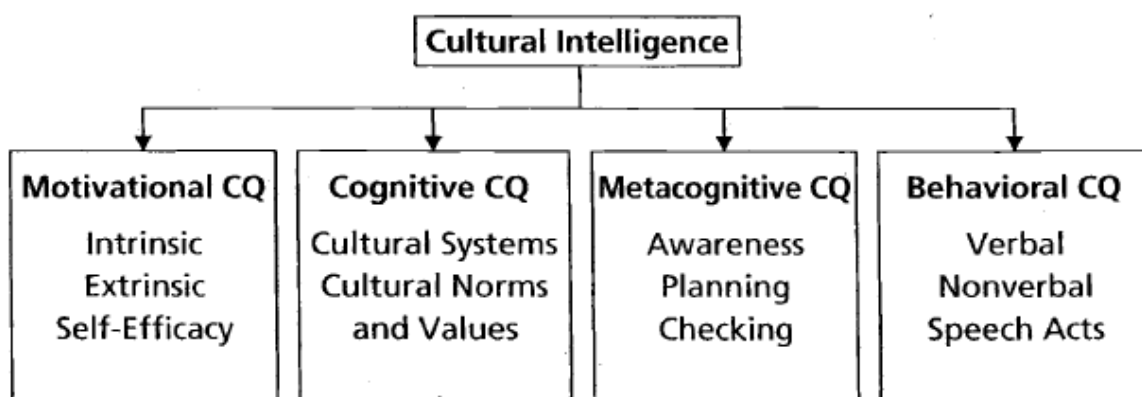 Cultural Intelligence
Motivational CQ
Intrinsic
Extrinsic
Self-Efficacy
Cognitive CQ
Cultural Systems
Cultural Norms
and Values
Metacognitive CQ
Awareness
Planning
Checking
Behavioral CQ
Verbal
Nonverbal
Speech Acts